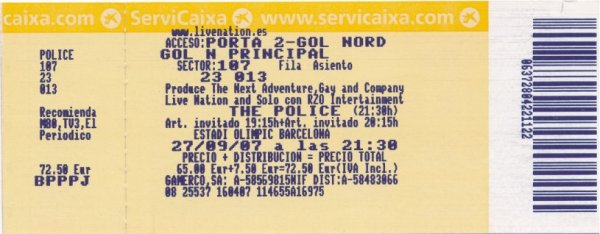 caixa.com ServiCaixa www.servicaixa.com
www.livenation.es
ACCESO:PORTA 2-GOL NORD
POLICE GOL N PRINCIPAL
107 SECTOR:107 Fila Asiento
23 23 013
013 Produce The Next Adventure,Gay and Company
Live Nation and Solo con RZO Intertainment
Recomienda THE POLICE (21:30h)
M80,TV3,El Art. invitado 19:15h+Art. invitado 20:15h
Periodico ESTADI OLIMPIC BARCELONA
27/09/07 a las 21:30
PRECIO + DISTRIBUCION = PRECIO TOTAL
72.50 Eur 65.00 Eur+7.50 Eur=72.50 Eur(IVA Incl.)
BPPPJ GAMERCO,SA: A-58569815NIF DIST:A-58483066
08 25537 160407 114655A16975
0637280422112​2